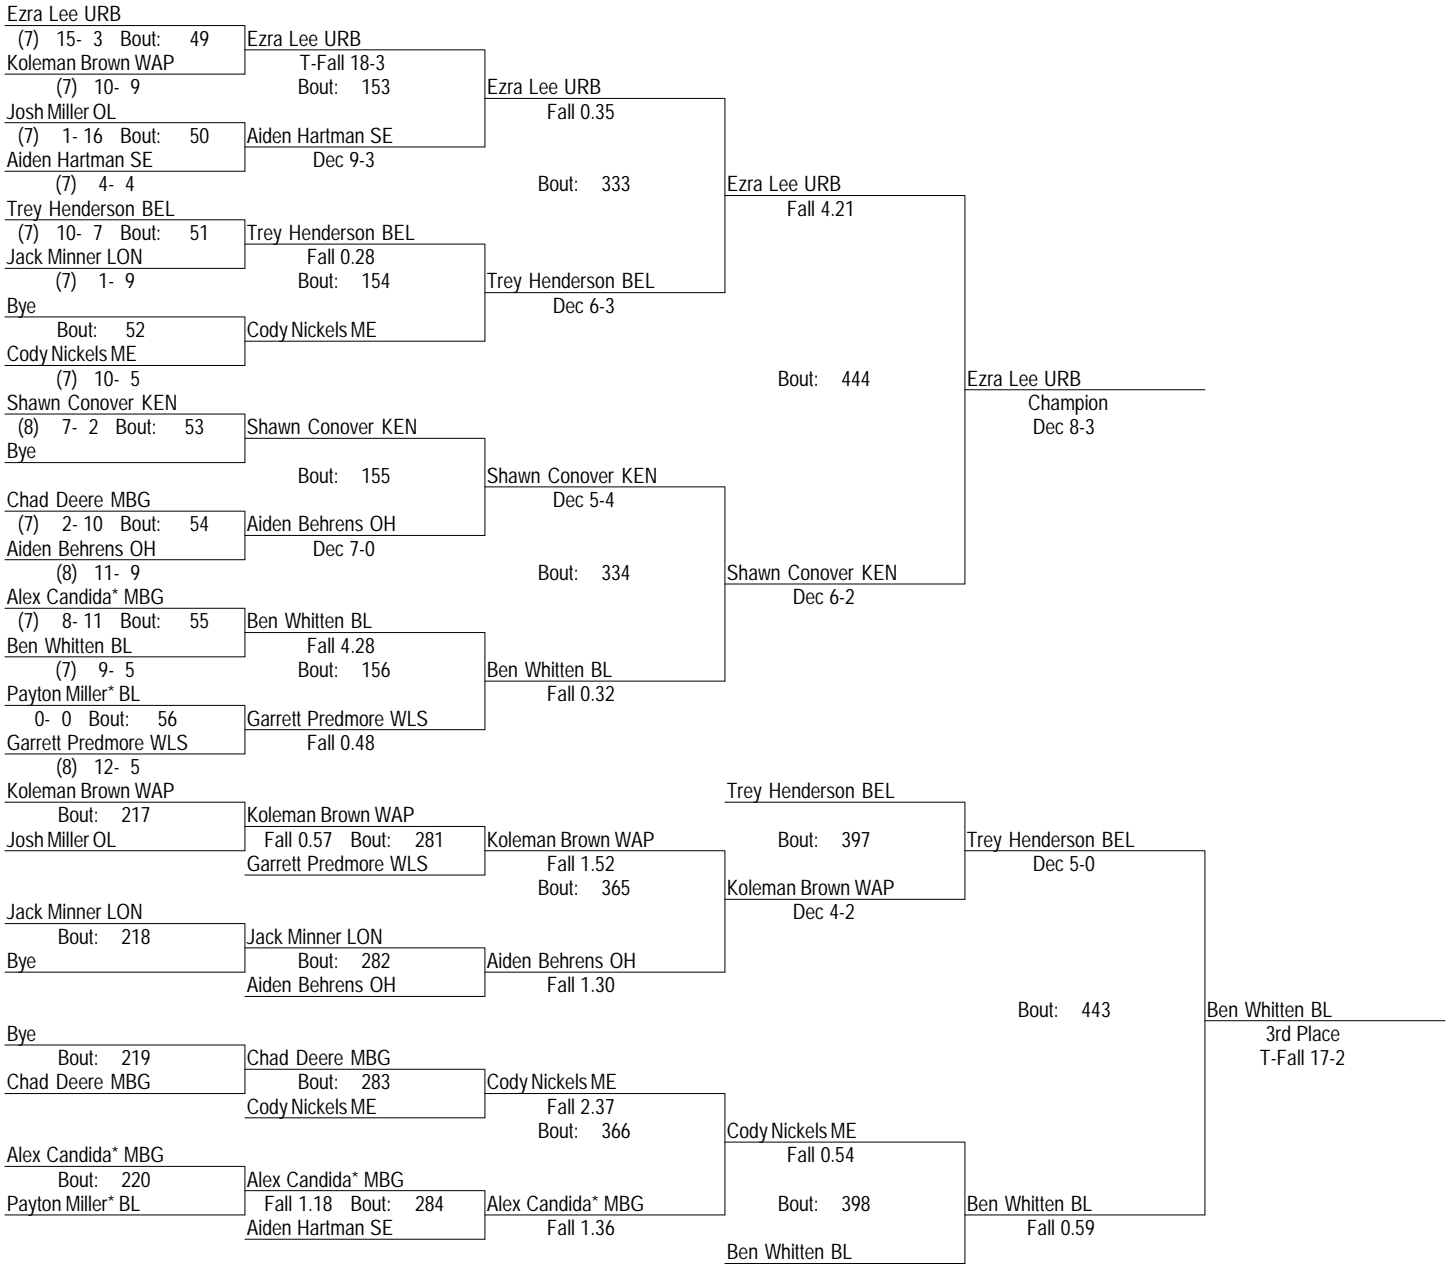 Ezra Lee URB
(7) 15- 3 Bout: 49 Ezra Lee URB
Koleman Brown WAP T-Fall 18-3
(7) 10- 9 Bout: 153 Ezra Lee URB
Josh Miller OL Fall 0.35
(7) 1- 16 Bout: 50 Aiden Hartman SE
Aiden Hartman SE Dec 9-3
(7) 4- 4 Bout: 333 Ezra Lee URB
Trey Henderson BEL Fall 4.21
(7) 10- 7 Bout: 51 Trey Henderson BEL
Jack Minner LON Fall 0.28
(7) 1- 9 Bout: 154 Trey Henderson BEL
Bye Dec 6-3
Bout: 52 Cody Nickels ME
Cody Nickels ME
(7) 10- 5 Bout: 444 Ezra Lee URB
Shawn Conover KEN Champion
(8) 7- 2 Bout: 53 Shawn Conover KEN Dec 8-3
Bye
Bout: 155 Shawn Conover KEN
Chad Deere MBG Dec 5-4
(7) 2- 10 Bout: 54 Aiden Behrens OH
Aiden Behrens OH Dec 7-0
(8) 11- 9 Bout: 334 Shawn Conover KEN
Alex Candida* MBG Dec 6-2
(7) 8- 11 Bout: 55 Ben Whitten BL
Ben Whitten BL Fall 4.28
(7) 9- 5 Bout: 156 Ben Whitten BL
Payton Miller* BL Fall 0.32
0- 0 Bout: 56 Garrett Predmore WLS
Garrett Predmore WLS Fall 0.48
(8) 12- 5
Koleman Brown WAP Trey Henderson BEL
Bout: 217 Koleman Brown WAP
Josh Miller OL Fall 0.57 Bout: 281 Koleman Brown WAP Bout: 397 Trey Henderson BEL
Garrett Predmore WLS Fall 1.52 Dec 5-0
Bout: 365 Koleman Brown WAP
Jack Minner LON Dec 4-2
Bout: 218 Jack Minner LON
Bye Bout: 282 Aiden Behrens OH
Aiden Behrens OH Fall 1.30
Bout: 443 Ben Whitten BL
Bye 3rd Place
Bout: 219 Chad Deere MBG T-Fall 17-2
Chad Deere MBG Bout: 283 Cody Nickels ME
Cody Nickels ME Fall 2.37
Bout: 366 Cody Nickels ME
Alex Candida* MBG Fall 0.54
Bout: 220 Alex Candida* MBG
Payton Miller* BL Fall 1.18 Bout: 284 Alex Candida* MBG Bout: 398 Ben Whitten BL
Aiden Hartman SE Fall 1.36 Fall 0.59
Ben Whitten BL